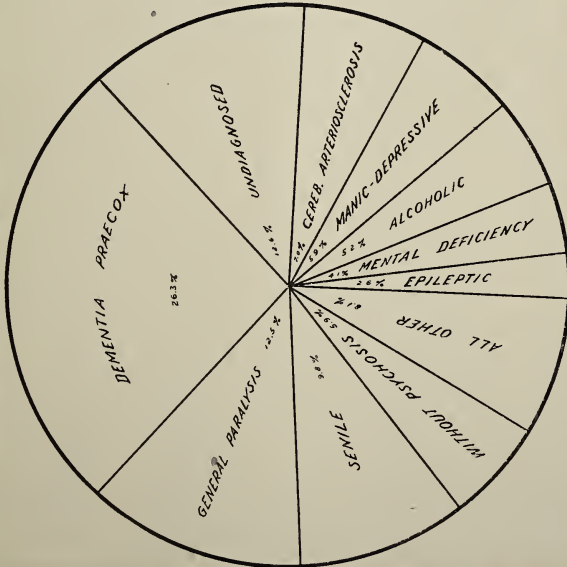 DEMENTIA PRAECOX
26.3%
UNDIAGNOSED
12.6%
CEREB. ARTERIOSCLEROSIS
7.0%
MANIC-DEPRESSIVE
5.9%
ALCOHOLIC
5.2%
MENTAL DEFICIENCY
4.1%
EPILEPTIC
2.6%
ALL OTHER
8.1%
WITHOUT PSYCHOSIS
5.9%
SENILE
9.8%
GENERAL PARALYSIS
12.5%